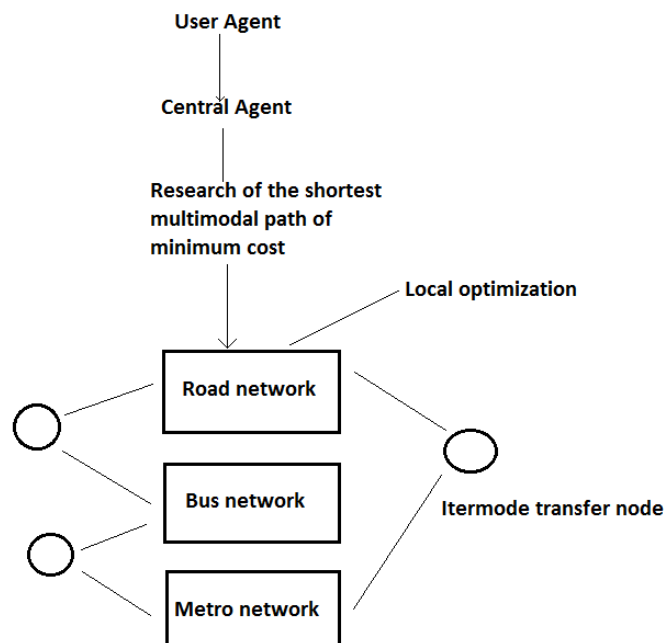 User Agent
Central Agent
Research of the shortest
multimodal path of
minimum cost
Local optimization
Road network
Bus network
Itermode transfer node
Metro network